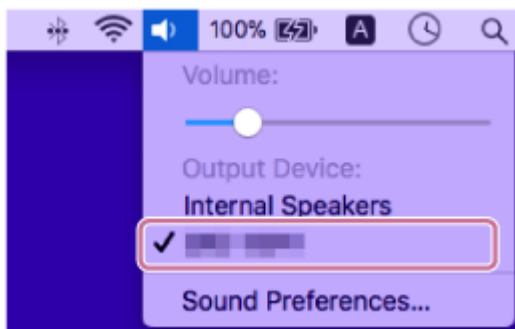 100% A
Volume:
Output Device:
Internal Speakers
Sound Preferences...